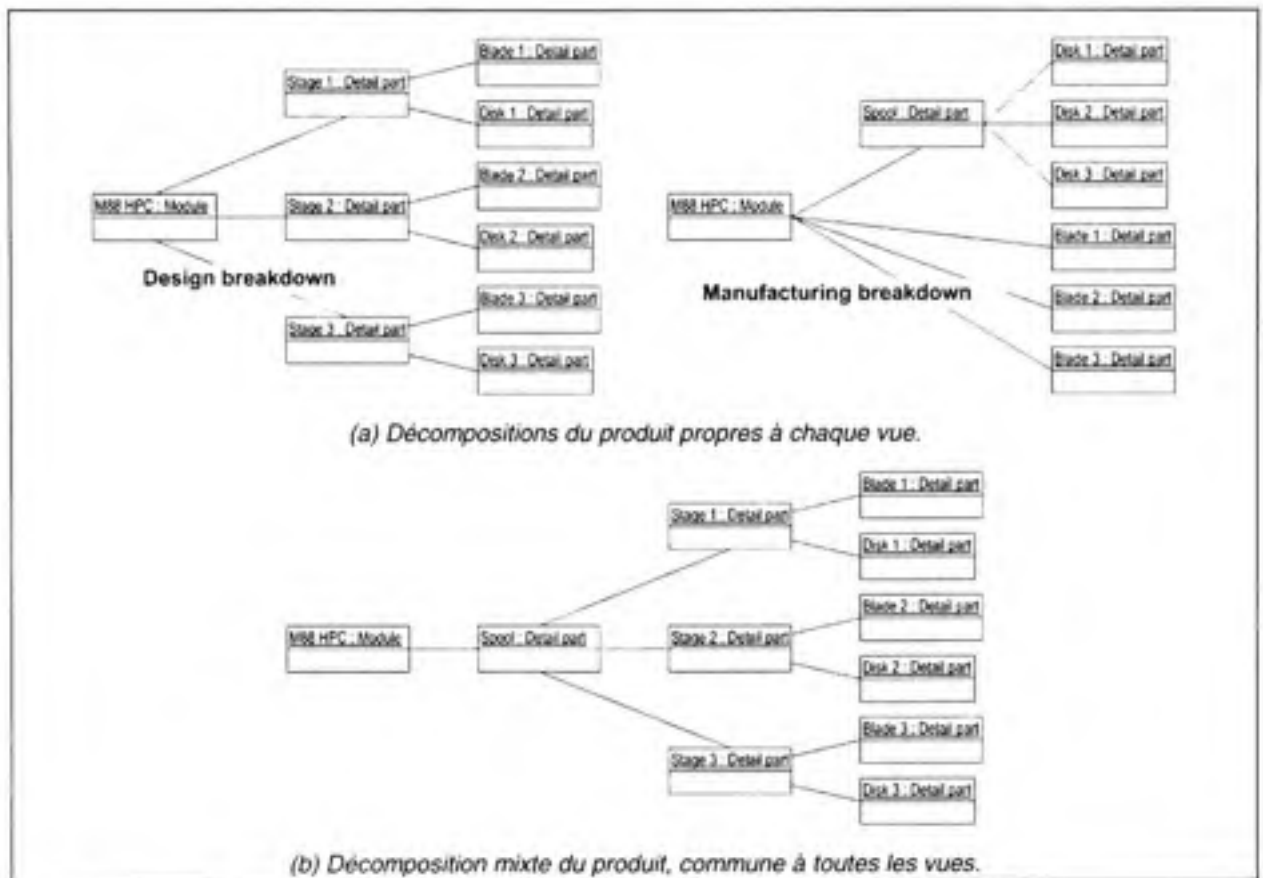 Blade 1 : Detail part
Stage 1 : Detail part
Disk 1 : Detail part
Blade 2 : Detail part
M88 HPC : Module
Stage 2 : Detail part
Disk 2 : Detail part
Design breakdown
Blade 3 : Detail part
Stage 3 : Detail part
Disk 3 : Detail part
Disk 1 : Detail part
Spool : Detail part
Disk 2 : Detail part
Disk 3 : Detail part
M88 HPC : Module
Blade 1 : Detail part
Manufacturing breakdown
Blade 2 : Detail part
Blade 3 : Detail part
(a) Décompositions du produit propres à chaque vue.
Blade 1 : Detail part
Stage 1 : Detail part
Disk 1 : Detail part
Blade 2 : Detail part
M88 HPC : Module
Spool : Detail part
Stage 2 : Detail part
Disk 2 : Detail part
Blade 3 : Detail part
Stage 3 : Detail part
Disk 3 : Detail part
(b) Décomposition mixte du produit, commune à toutes les vues.